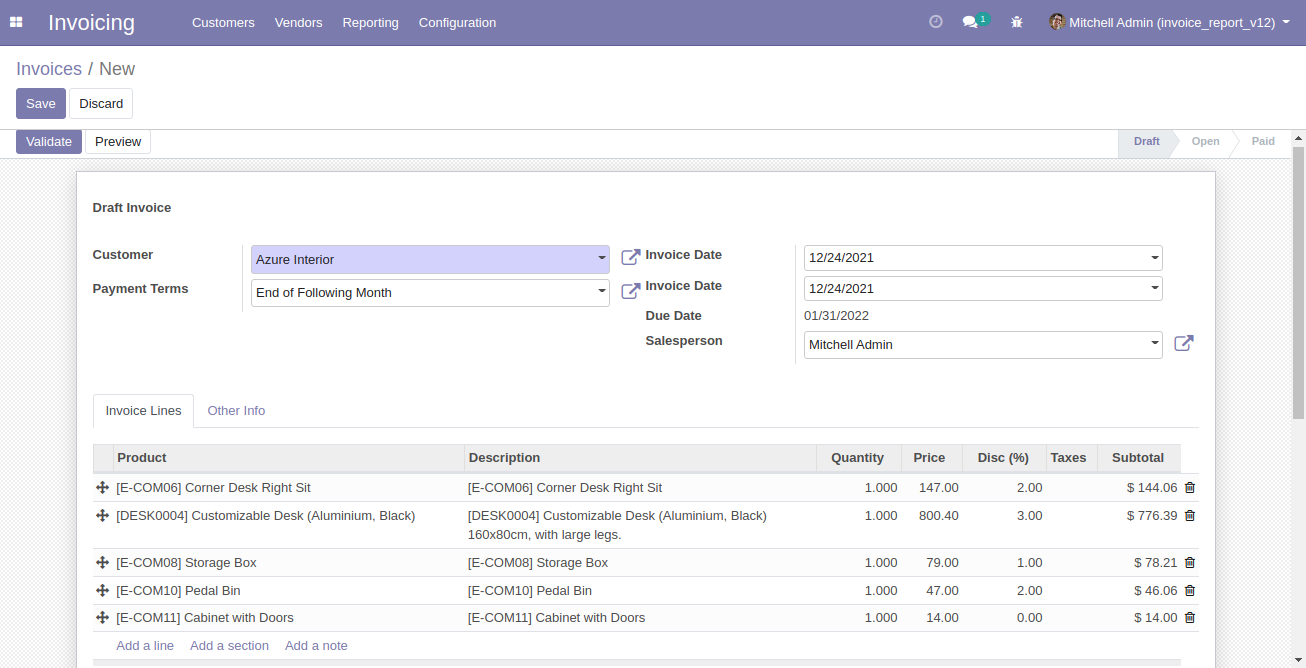 Invoicing Customers Vendors Reporting Configuration 1 Mitchell Admin (invoice_report_v12)
Invoices / New
Save Discard
Validate Preview Draft Open Paid
Draft Invoice
Customer Azure Interior Invoice Date 12/24/2021
Payment Terms End of Following Month Invoice Date 12/24/2021
Due Date 01/31/2022
Salesperson Mitchell Admin
Invoice Lines Other Info
Product Description Quantity Price Disc (%) Taxes Subtotal
[E-COM06] Corner Desk Right Sit [E-COM06] Corner Desk Right Sit 1.000 147.00 2.00 $ 144.06
[DESK0004] Customizable Desk (Aluminium, Black) [DESK0004] Customizable Desk (Aluminium, Black) 1.000 800.40 3.00 $ 776.39
160x80cm, with large legs.
[E-COM08] Storage Box [E-COM08] Storage Box 1.000 79.00 1.00 $ 78.21
[E-COM10] Pedal Bin [E-COM10] Pedal Bin 1.000 47.00 2.00 $ 46.06
[E-COM11] Cabinet with Doors [E-COM11] Cabinet with Doors 1.000 14.00 0.00 $ 14.00
Add a line Add a section Add a note